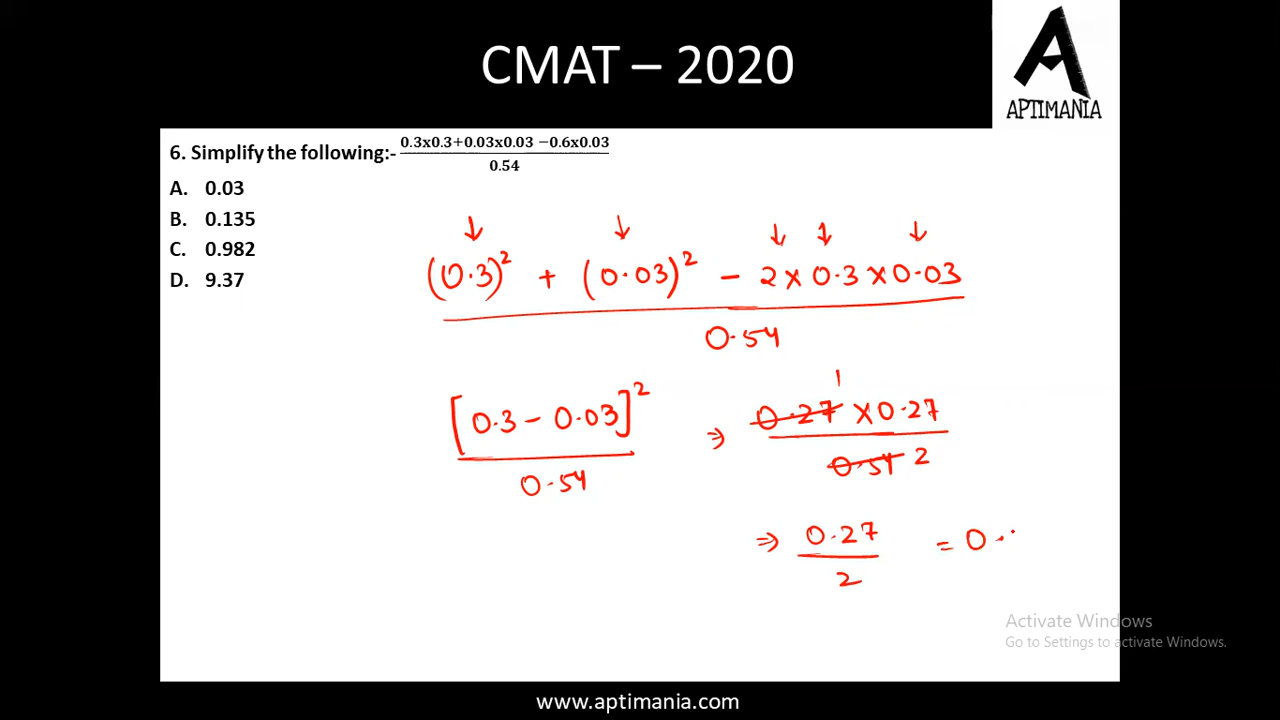 CMAT – 2020
A
APTIMANIA
6. Simplify the following:- 0.3x0.3+0.03x0.03 −0.6x0.03
0.54
A. 0.03
B. 0.135
C. 0.982
D. 9.37
↓ ↓ ↓ ↓ ↓
(0.3)² + (0.03)² − 2 × 0.3 × 0.03
0.54
[0.3 − 0.03]²
0.54
1
⇒ 0.27 × 0.27
0.54 2
⇒ 0.27 = 0.
2
Activate Windows
Go to Settings to activate Windows.
www.aptimania.com